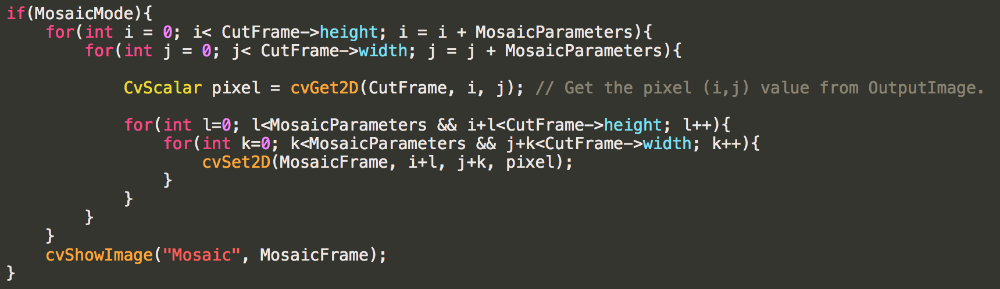 if(MosaicMode){
    for(int i = 0; i< CutFrame->height; i = i + MosaicParameters){
        for(int j = 0; j< CutFrame->width; j = j + MosaicParameters){

            CvScalar pixel = cvGet2D(CutFrame, i, j); // Get the pixel (i,j) value from OutputImage.

            for(int l=0; l<MosaicParameters && i+l<CutFrame->height; l++){
                for(int k=0; k<MosaicParameters && j+k<CutFrame->width; k++){
                    cvSet2D(MosaicFrame, i+l, j+k, pixel);
                }
            }
        }
    }
    cvShowImage("Mosaic", MosaicFrame);
}